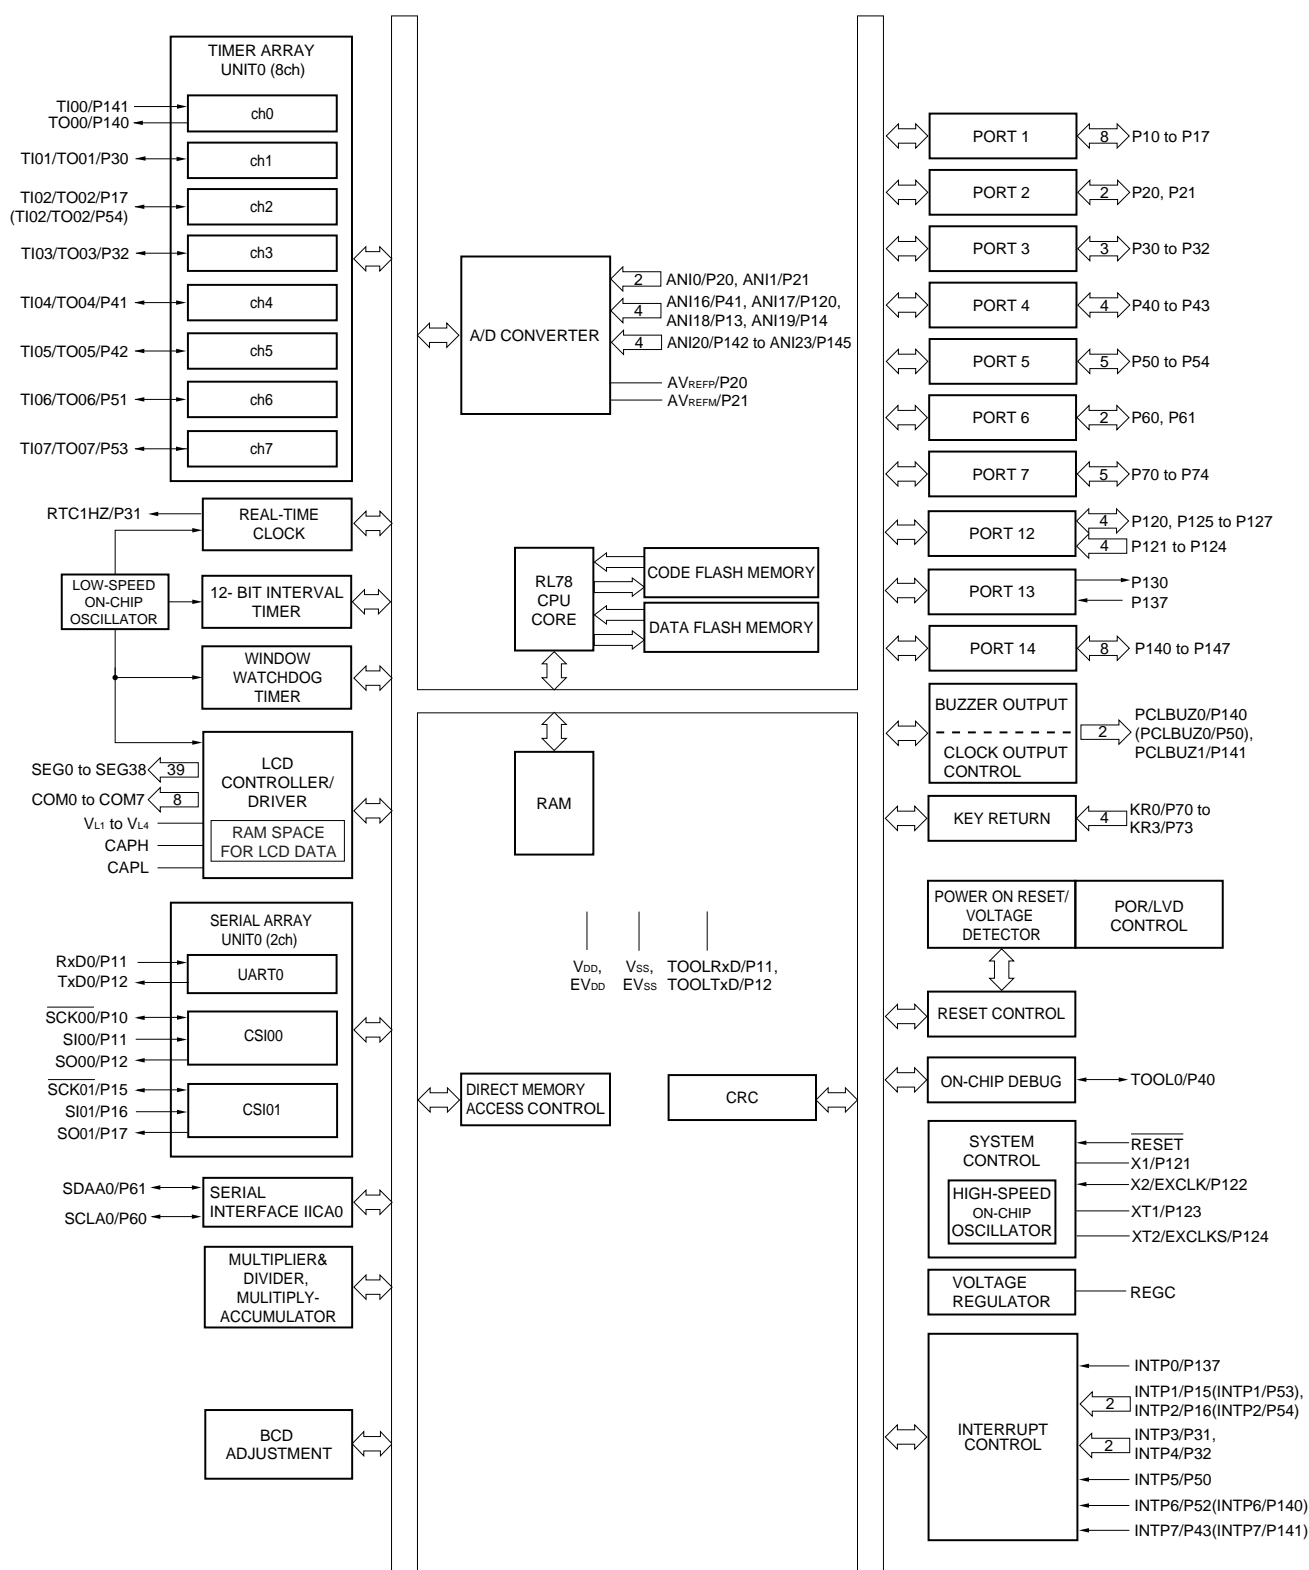 TIMER ARRAY
UNIT0 (8ch)
TI00/P141
TO00/P140
ch0
TI01/TO01/P30
ch1
TI02/TO02/P17
(TI02/TO02/P54)
ch2
TI03/TO03/P32
ch3
TI04/TO04/P41
ch4
TI05/TO05/P42
ch5
TI06/TO06/P51
ch6
TI07/TO07/P53
ch7
RTC1HZ/P31
REAL-TIME
CLOCK
LOW-SPEED
ON-CHIP
OSCILLATOR
12- BIT INTERVAL
TIMER
WINDOW
WATCHDOG
TIMER
LCD
CONTROLLER/
DRIVER
RAM SPACE
FOR LCD DATA
SEG0 to SEG38
39
COM0 to COM7
8
VL1 to VL4
CAPH
CAPL
SERIAL ARRAY
UNIT0 (2ch)
RxD0/P11
TxD0/P12
UART0
SCK00/P10
SI00/P11
SO00/P12
CSI00
SCK01/P15
SI01/P16
SO01/P17
CSI01
SDAA0/P61
SCLA0/P60
SERIAL
INTERFACE IICA0
MULTIPLIER&
DIVIDER,
MULITIPLY-
ACCUMULATOR
BCD
ADJUSTMENT
A/D CONVERTER
2
ANI0/P20, ANI1/P21
4
ANI16/P41, ANI17/P120,
ANI18/P13, ANI19/P14
4
ANI20/P142 to ANI23/P145
AVREFP/P20
AVREFM/P21
RL78
CPU
CORE
CODE FLASH MEMORY
DATA FLASH MEMORY
RAM
VDD,
EVDD
VSS,
EVSS
TOOLRxD/P11,
TOOLTxD/P12
DIRECT MEMORY
ACCESS CONTROL
CRC
PORT 1
8
P10 to P17
PORT 2
2
P20, P21
PORT 3
3
P30 to P32
PORT 4
4
P40 to P43
PORT 5
5
P50 to P54
PORT 6
2
P60, P61
PORT 7
5
P70 to P74
PORT 12
4
P120, P125 to P127
4
P121 to P124
PORT 13
P130
P137
PORT 14
8
P140 to P147
BUZZER OUTPUT
CLOCK OUTPUT
CONTROL
2
PCLBUZ0/P140
(PCLBUZ0/P50),
PCLBUZ1/P141
KEY RETURN
4
KR0/P70 to
KR3/P73
POWER ON RESET/
VOLTAGE
DETECTOR
POR/LVD
CONTROL
RESET CONTROL
ON-CHIP DEBUG
TOOL0/P40
SYSTEM
CONTROL
HIGH-SPEED
ON-CHIP
OSCILLATOR
RESET
X1/P121
X2/EXCLK/P122
XT1/P123
XT2/EXCLKS/P124
VOLTAGE
REGULATOR
REGC
INTERRUPT
CONTROL
INTP0/P137
2
INTP1/P15(INTP1/P53),
INTP2/P16(INTP2/P54)
2
INTP3/P31,
INTP4/P32
INTP5/P50
INTP6/P52(INTP6/P140)
INTP7/P43(INTP7/P141)